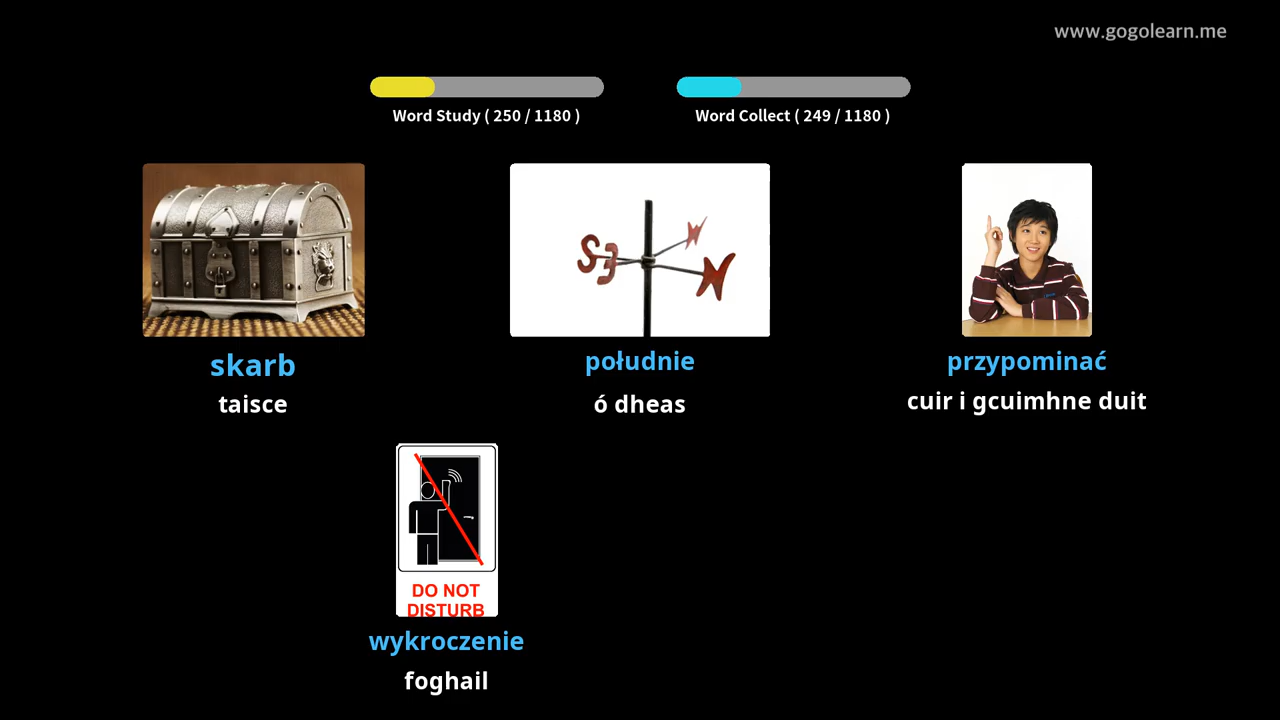 www.gogolearn.me
Word Study ( 250 / 1180 )
Word Collect ( 249 / 1180 )
S E W N
skarb
południe
przypominać
taisce
ó dheas
cuir i gcuimhne duit
DO NOT
DISTURB
wykroczenie
foghail